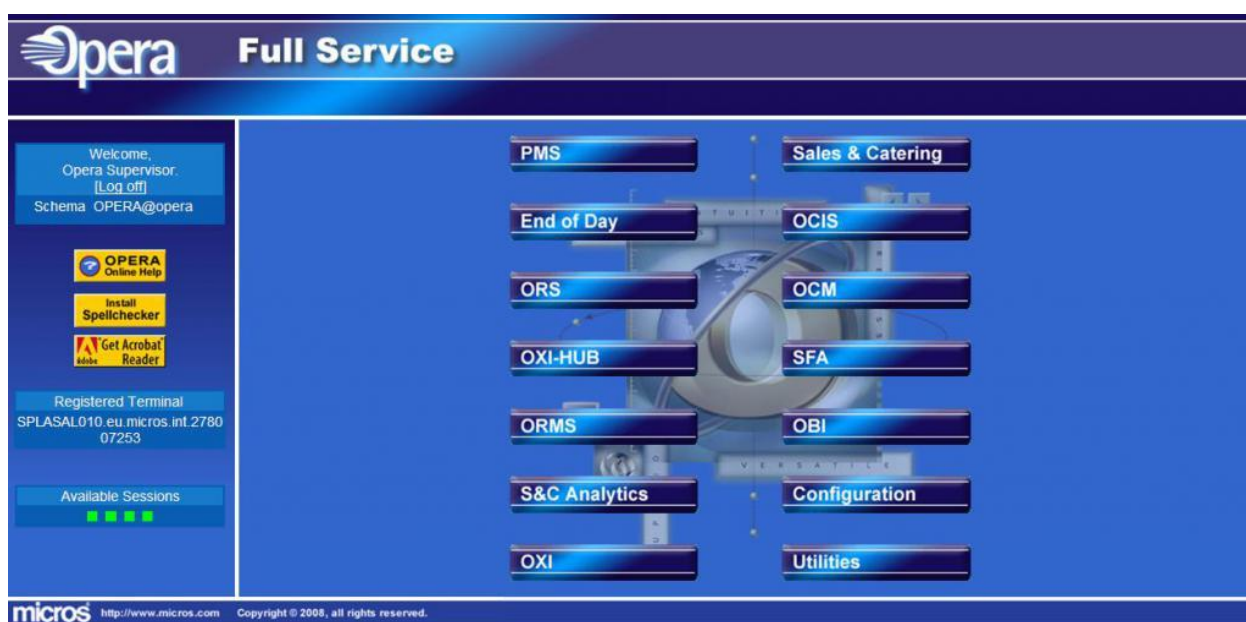 Opera
Full Service
Welcome,
Opera Supervisor.
[Log off]
Schema OPERA@opera
OPERA
Online Help
Install
Spellchecker
Get Acrobat
Adobe Reader
Registered Terminal
SPLASAL010.eu.micros.int.2780
07253
Available Sessions
PMS
Sales & Catering
End of Day
OCIS
ORS
OCM
OXI-HUB
SFA
ORMS
OBI
S&C Analytics
Configuration
OXI
Utilities
VERSATILE
micros http://www.micros.com Copyright © 2008, all rights reserved.